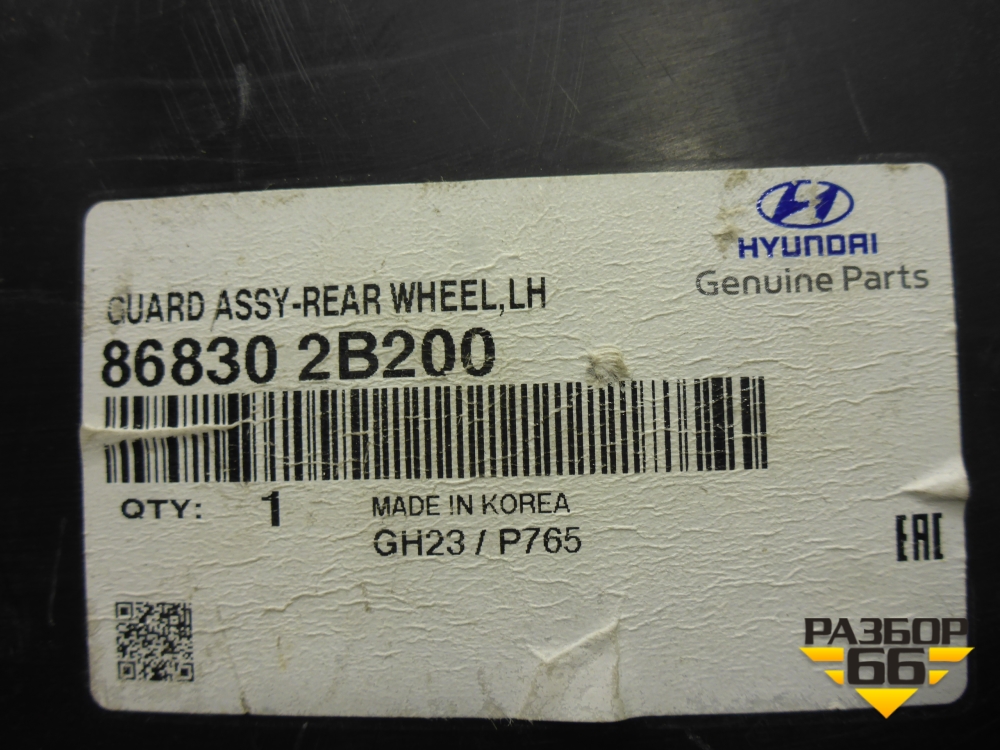 HYUNDAI
Genuine Parts
GUARD ASSY-REAR WHEEL,LH
86830 2B200
QTY: 1
MADE IN KOREA
GH23 / P765
EAC
РАЗБОР
66